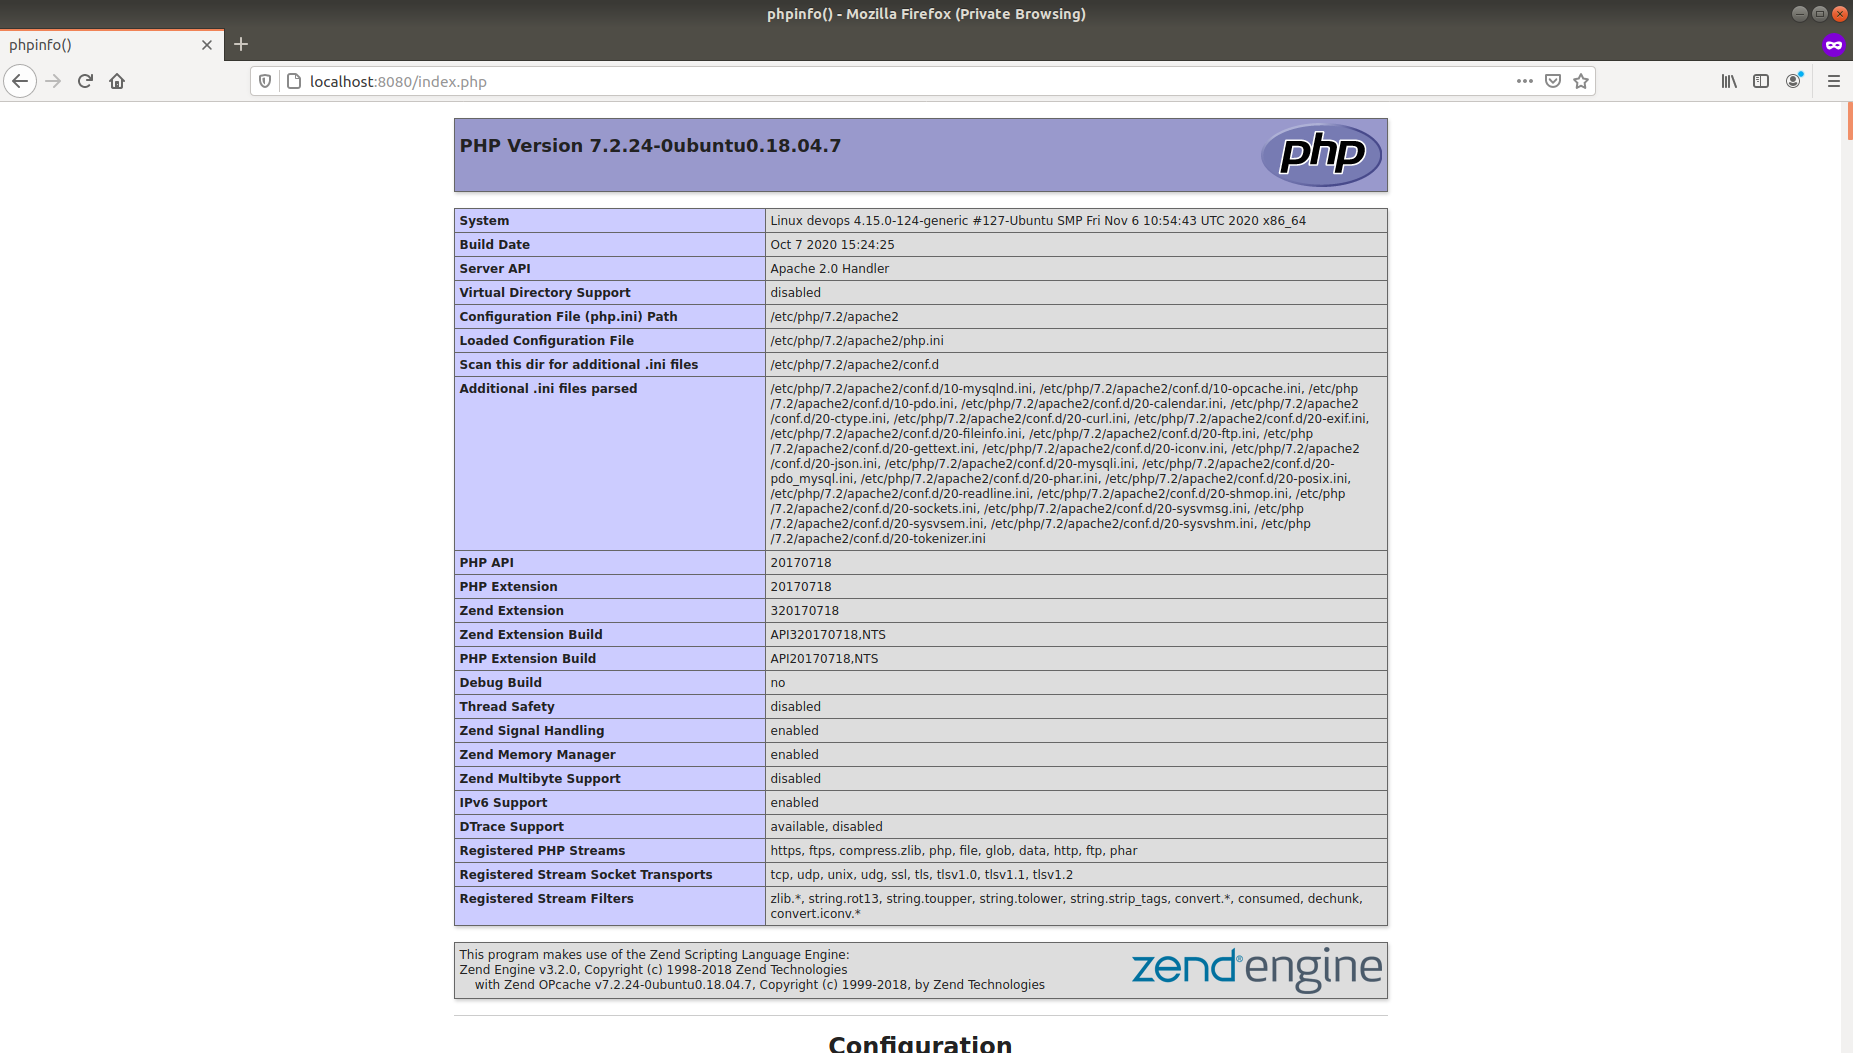 phpinfo() - Mozilla Firefox (Private Browsing)
phpinfo()
localhost:8080/index.php
PHP Version 7.2.24-0ubuntu0.18.04.7
php
System Linux devops 4.15.0-124-generic #127-Ubuntu SMP Fri Nov 6 10:54:43 UTC 2020 x86_64
Build Date Oct 7 2020 15:24:25
Server API Apache 2.0 Handler
Virtual Directory Support disabled
Configuration File (php.ini) Path /etc/php/7.2/apache2
Loaded Configuration File /etc/php/7.2/apache2/php.ini
Scan this dir for additional .ini files /etc/php/7.2/apache2/conf.d
Additional .ini files parsed /etc/php/7.2/apache2/conf.d/10-mysqlnd.ini, /etc/php/7.2/apache2/conf.d/10-opcache.ini, /etc/php
/7.2/apache2/conf.d/10-pdo.ini, /etc/php/7.2/apache2/conf.d/20-calendar.ini, /etc/php/7.2/apache2
/conf.d/20-ctype.ini, /etc/php/7.2/apache2/conf.d/20-curl.ini, /etc/php/7.2/apache2/conf.d/20-exif.ini,
/etc/php/7.2/apache2/conf.d/20-fileinfo.ini, /etc/php/7.2/apache2/conf.d/20-ftp.ini, /etc/php
/7.2/apache2/conf.d/20-gettext.ini, /etc/php/7.2/apache2/conf.d/20-iconv.ini, /etc/php/7.2/apache2
/conf.d/20-json.ini, /etc/php/7.2/apache2/conf.d/20-mysqli.ini, /etc/php/7.2/apache2/conf.d/20-
pdo_mysql.ini, /etc/php/7.2/apache2/conf.d/20-phar.ini, /etc/php/7.2/apache2/conf.d/20-posix.ini,
/etc/php/7.2/apache2/conf.d/20-readline.ini, /etc/php/7.2/apache2/conf.d/20-shmop.ini, /etc/php
/7.2/apache2/conf.d/20-sockets.ini, /etc/php/7.2/apache2/conf.d/20-sysvmsg.ini, /etc/php
/7.2/apache2/conf.d/20-sysvsem.ini, /etc/php/7.2/apache2/conf.d/20-sysvshm.ini, /etc/php
/7.2/apache2/conf.d/20-tokenizer.ini
PHP API 20170718
PHP Extension 20170718
Zend Extension 320170718
Zend Extension Build API320170718,NTS
PHP Extension Build API20170718,NTS
Debug Build no
Thread Safety disabled
Zend Signal Handling enabled
Zend Memory Manager enabled
Zend Multibyte Support disabled
IPv6 Support enabled
DTrace Support available, disabled
Registered PHP Streams https, ftps, compress.zlib, php, file, glob, data, http, ftp, phar
Registered Stream Socket Transports tcp, udp, unix, udg, ssl, tls, tlsv1.0, tlsv1.1, tlsv1.2
Registered Stream Filters zlib.*, string.rot13, string.toupper, string.tolower, string.strip_tags, convert.*, consumed, dechunk,
convert.iconv.*
This program makes use of the Zend Scripting Language Engine:
Zend Engine v3.2.0, Copyright (c) 1998-2018 Zend Technologies
with Zend OPcache v7.2.24-0ubuntu0.18.04.7, Copyright (c) 1999-2018, by Zend Technologies
zend®engine
Configuration